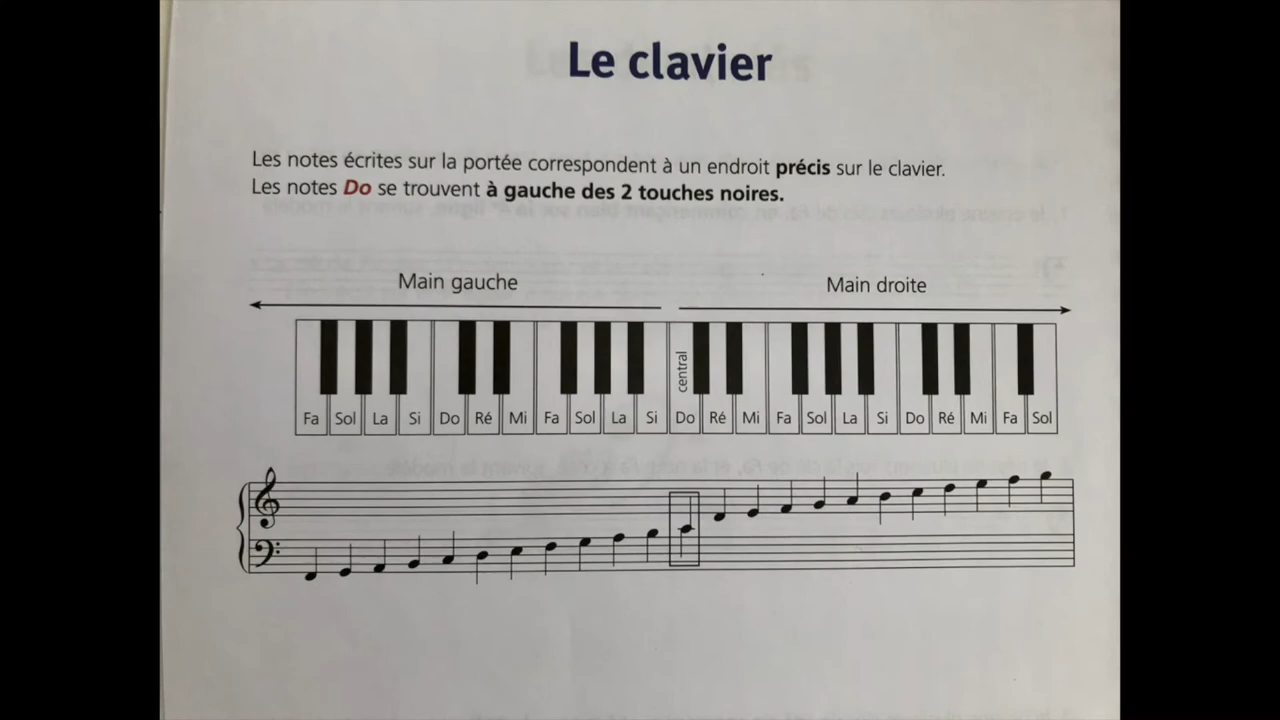 Le clavier
Les notes écrites sur la portée correspondent à un endroit précis sur le clavier.
Les notes Do se trouvent à gauche des 2 touches noires.
Main gauche Main droite
central
Fa Sol La Si Do Ré Mi Fa Sol La Si Do Ré Mi Fa Sol La Si Do Ré Mi Fa Sol